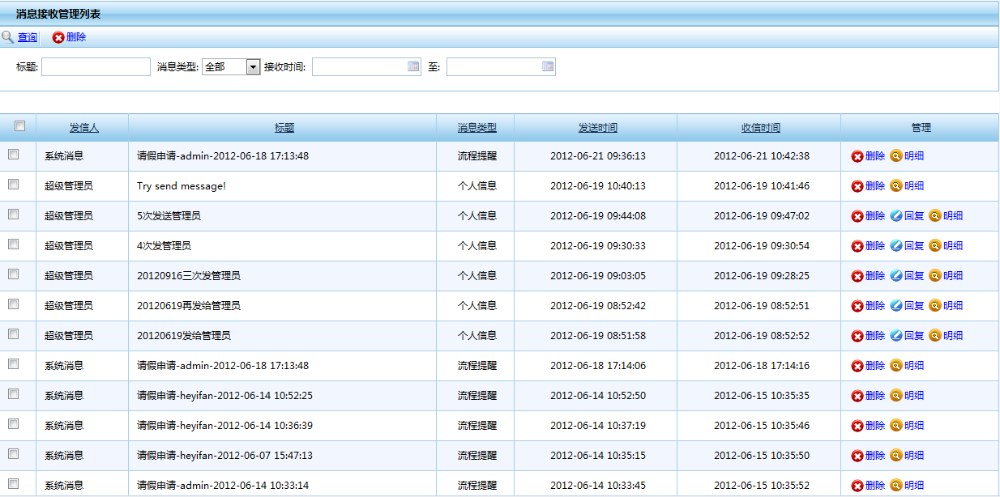 消息接收管理列表
查询 删除
标题: 消息类型: 全部 接收时间: 至:
发信人 标题 消息类型 发送时间 收信时间 管理
系统消息 请假申请-admin-2012-06-18 17:13:48 流程提醒 2012-06-21 09:36:13 2012-06-21 10:42:38 删除 明细
超级管理员 Try send message! 个人信息 2012-06-19 10:40:13 2012-06-19 10:41:46 删除 明细
超级管理员 5次发送管理员 个人信息 2012-06-19 09:44:08 2012-06-19 09:47:02 删除 回复 明细
超级管理员 4次发管理员 个人信息 2012-06-19 09:30:33 2012-06-19 09:30:54 删除 回复 明细
超级管理员 20120916三次发管理员 个人信息 2012-06-19 09:03:05 2012-06-19 09:28:25 删除 回复 明细
超级管理员 20120619再发给管理员 个人信息 2012-06-19 08:52:42 2012-06-19 08:52:51 删除 回复 明细
超级管理员 20120619发给管理员 个人信息 2012-06-19 08:51:58 2012-06-19 08:52:52 删除 回复 明细
系统消息 请假申请-admin-2012-06-18 17:13:48 流程提醒 2012-06-18 17:14:06 2012-06-18 17:14:16 删除 明细
系统消息 请假申请-heyifan-2012-06-14 10:52:25 流程提醒 2012-06-14 10:52:50 2012-06-15 10:35:35 删除 明细
系统消息 请假申请-heyifan-2012-06-14 10:36:39 流程提醒 2012-06-14 10:37:19 2012-06-15 10:35:46 删除 明细
系统消息 请假申请-heyifan-2012-06-07 15:47:13 流程提醒 2012-06-14 10:35:15 2012-06-15 10:35:50 删除 明细
系统消息 请假申请-admin-2012-06-14 10:33:14 流程提醒 2012-06-14 10:33:45 2012-06-15 10:35:52 删除 明细